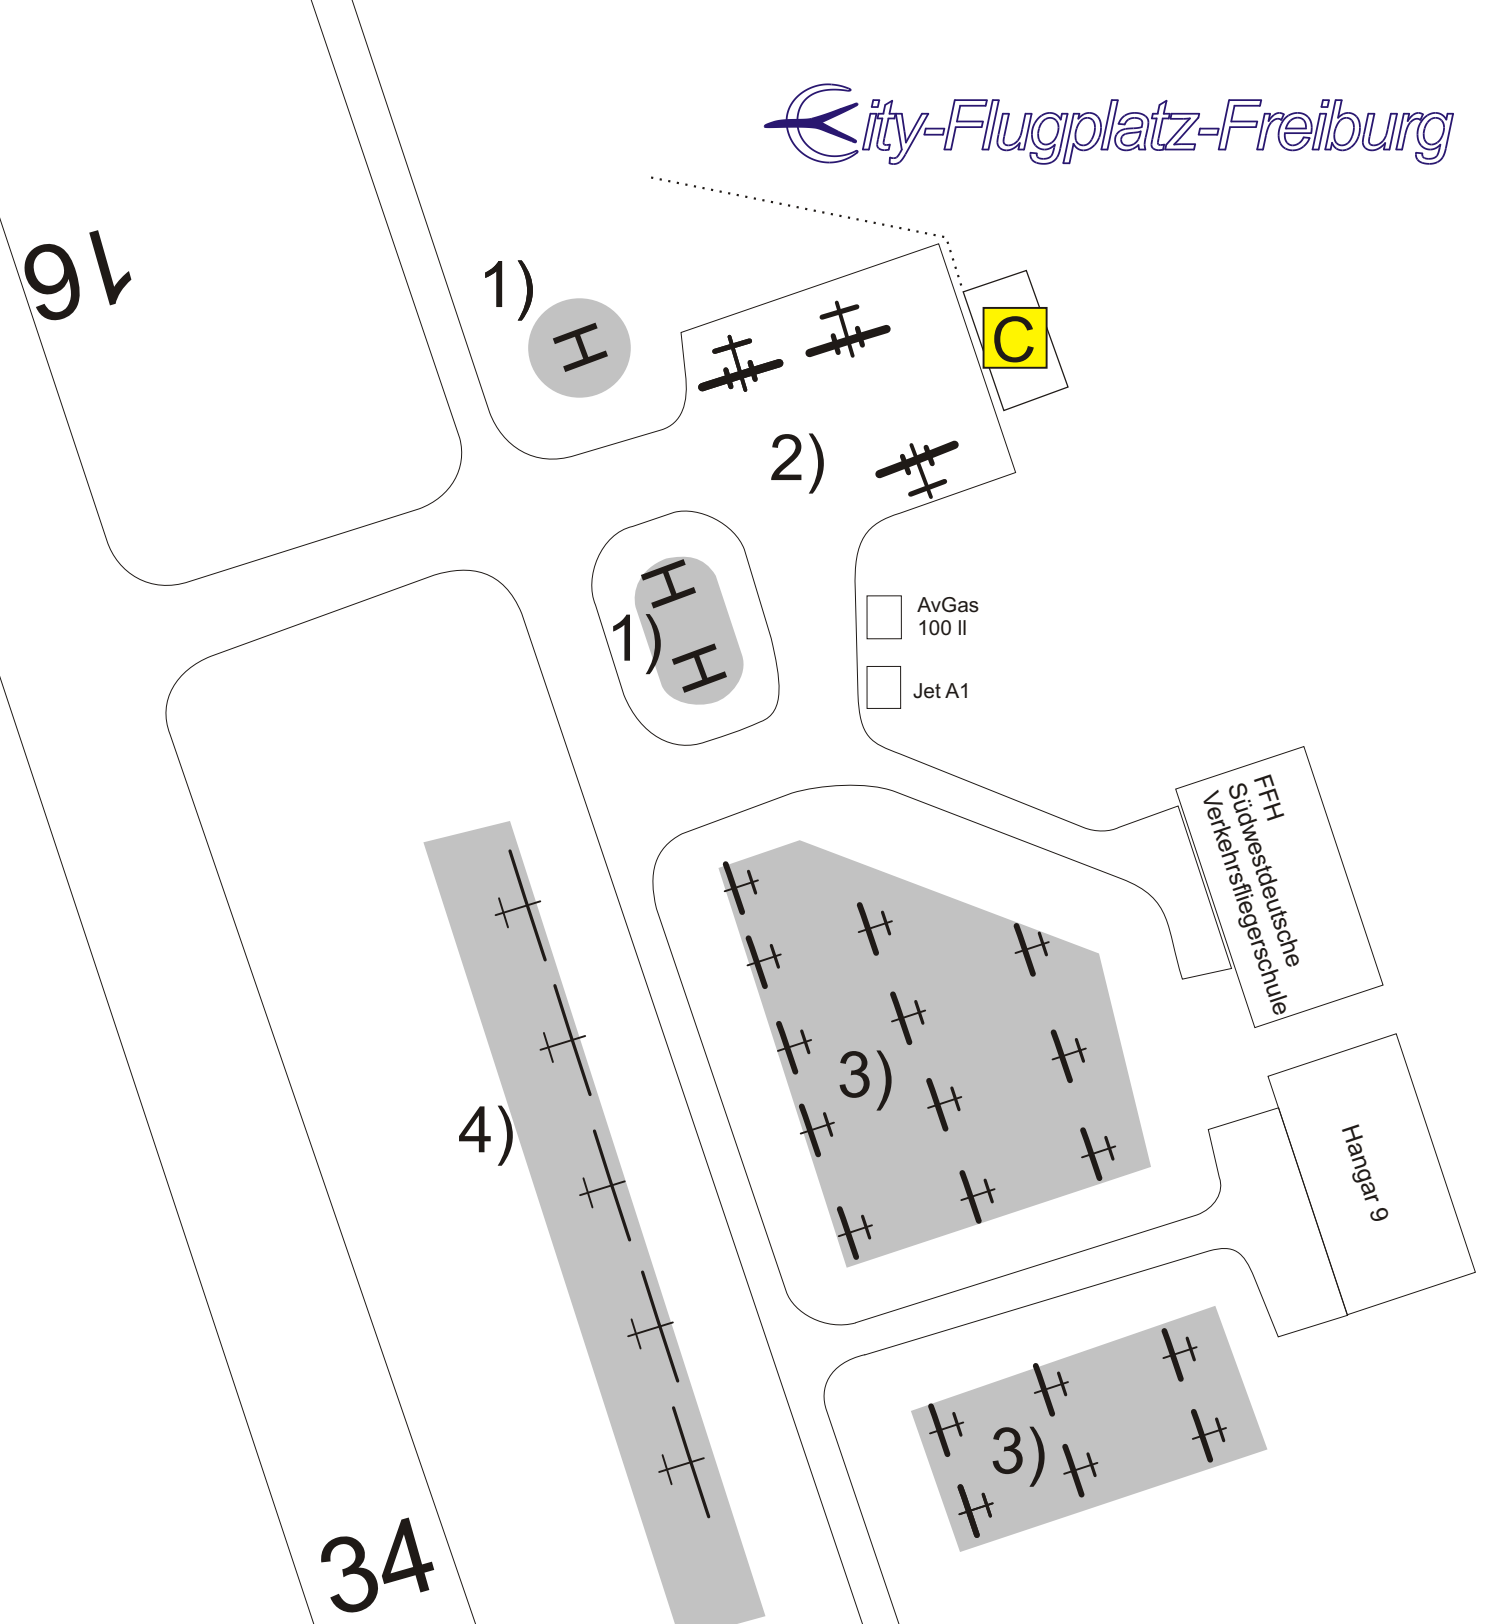 City-Flugplatz-Freiburg
16
1)
H
C
2)
H
1)
H
AvGas
100 ll
Jet A1
FFH
Südwestdeutsche
Verkehrsfliegerschule
3)
4)
Hangar 9
3)
34